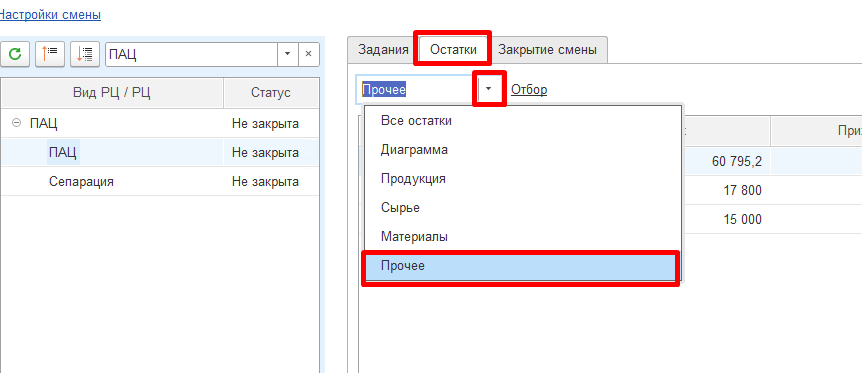 Настройки смены
ПАЦ
Вид РЦ / РЦ Статус
ПАЦ Не закрыта
ПАЦ Не закрыта
Сепарация Не закрыта
Задания Остатки Закрытие смены
Прочее Отбор
Все остатки
Диаграмма
Продукция
Сырье
Материалы
Прочее
При
60 795,2
17 800
15 000